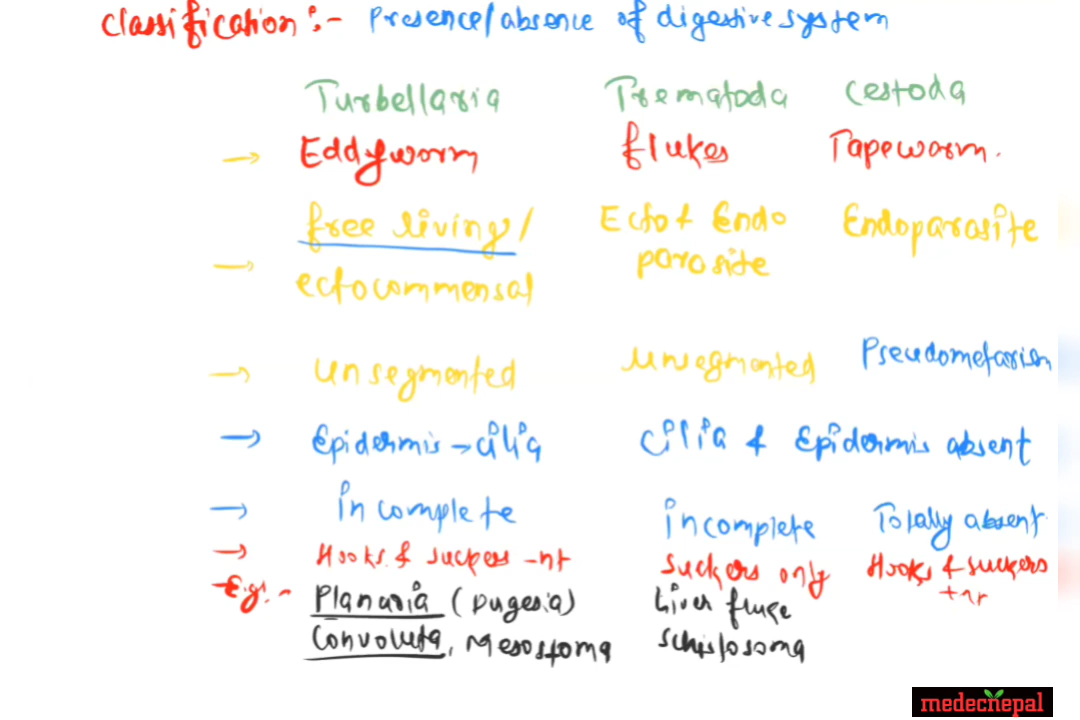 Classification :- Presence/absence of digestive system
Turbellaria Trematoda Cestoda
→ Eddyworm flukes Tapeworm.
free living/ Ecto & Endo Endoparasite
→ ectocommensal parasite
→ unsegmented unsegmented Pseudometarism
→ Epidermis → cilia cilia & Epidermis absent
→ incomplete incomplete Totally absent
→ Hooks & suckers -nt suckers only Hooks & suckers
+nt
E.g. :- Planaria (Dugesia) Liver fluke
Convoluta, Mesostoma Schistosoma
medecnepal